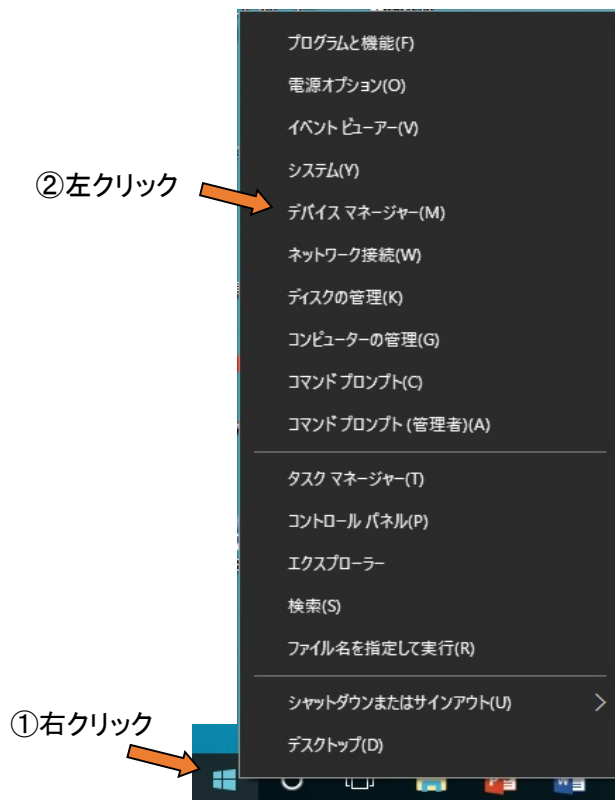 プログラムと機能(F)
電源オプション(O)
イベント ビューアー(V)
システム(Y)
②左クリック
デバイス マネージャー(M)
ネットワーク接続(W)
ディスクの管理(K)
コンピューターの管理(G)
コマンド プロンプト(C)
コマンド プロンプト (管理者)(A)
タスク マネージャー(T)
コントロール パネル(P)
エクスプローラー
検索(S)
ファイル名を指定して実行(R)
シャットダウンまたはサインアウト(U)
①右クリック
デスクトップ(D)